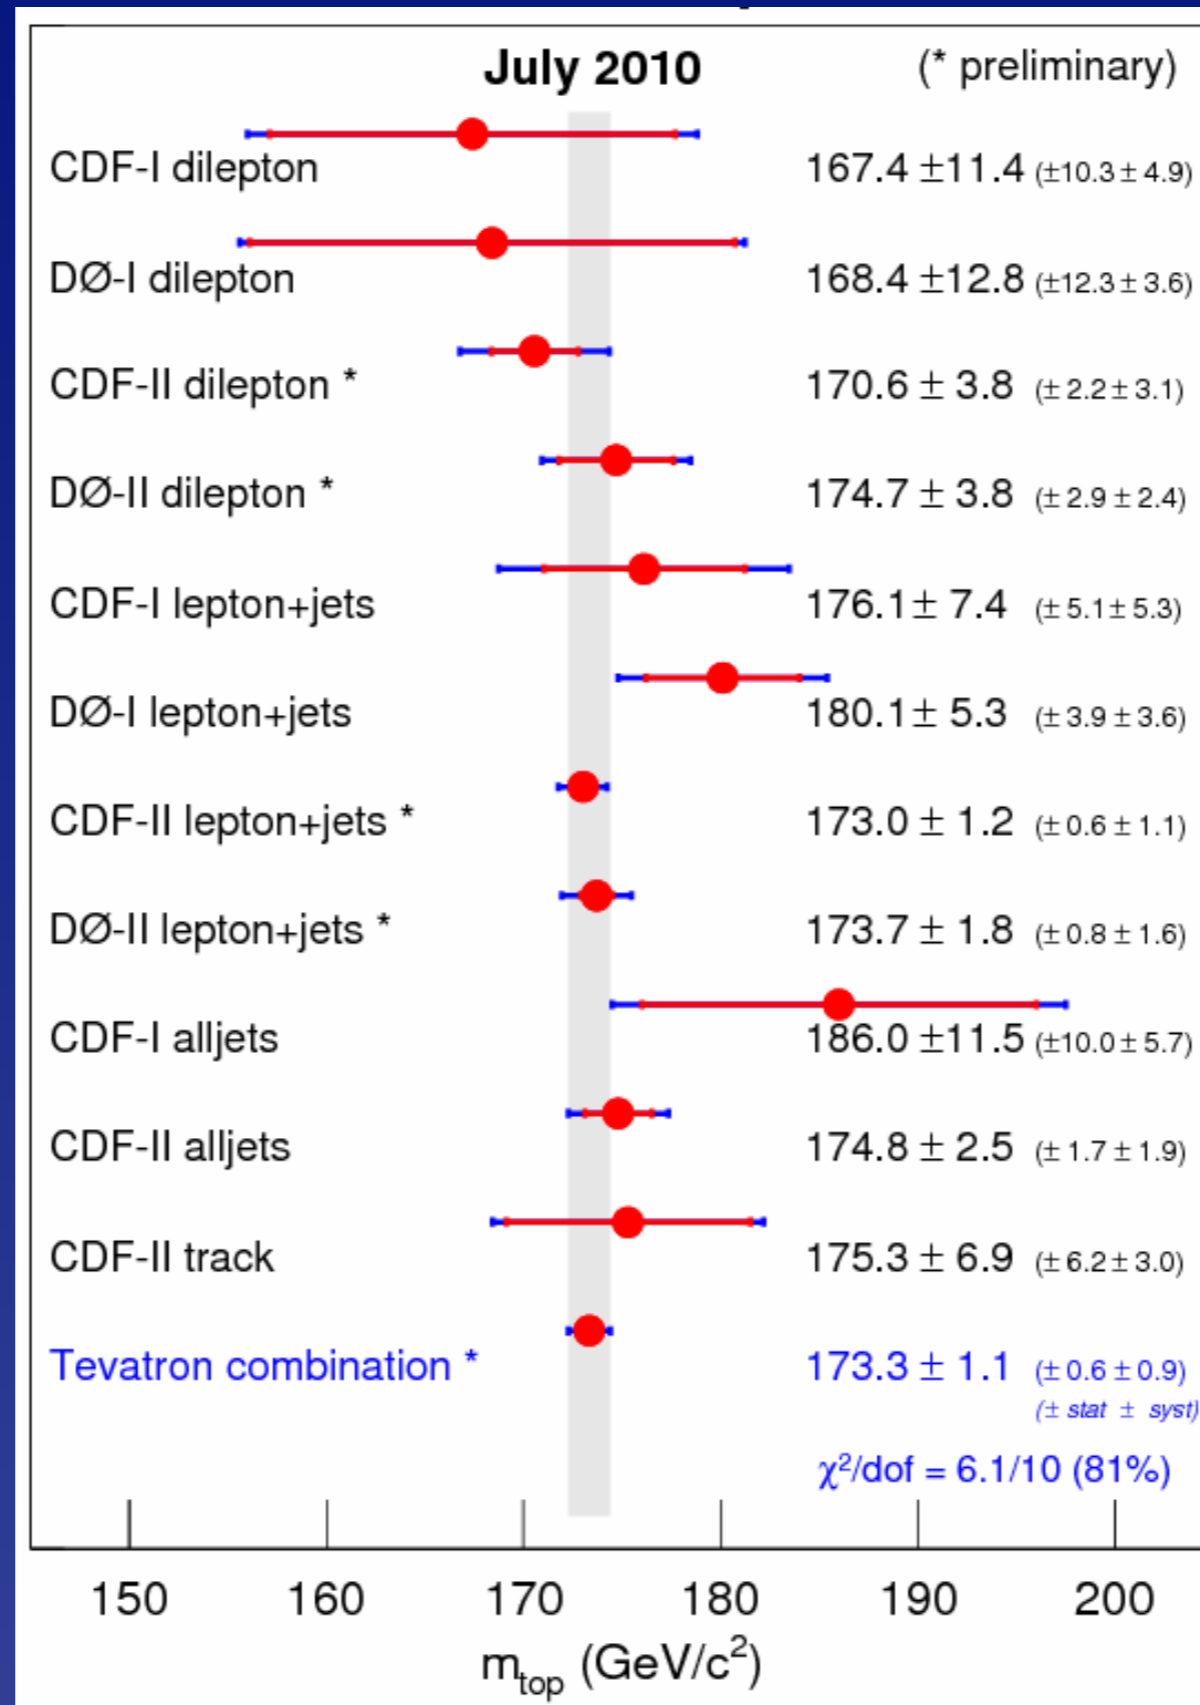 July 2010 (* preliminary)
CDF-I dilepton 167.4 ±11.4 (±10.3 ± 4.9)
DØ-I dilepton 168.4 ±12.8 (±12.3 ± 3.6)
CDF-II dilepton * 170.6 ± 3.8 (± 2.2 ± 3.1)
DØ-II dilepton * 174.7 ± 3.8 (± 2.9 ± 2.4)
CDF-I lepton+jets 176.1 ± 7.4 (± 5.1 ± 5.3)
DØ-I lepton+jets 180.1 ± 5.3 (± 3.9 ± 3.6)
CDF-II lepton+jets * 173.0 ± 1.2 (± 0.6 ± 1.1)
DØ-II lepton+jets * 173.7 ± 1.8 (± 0.8 ± 1.6)
CDF-I alljets 186.0 ±11.5 (±10.0 ± 5.7)
CDF-II alljets 174.8 ± 2.5 (± 1.7 ± 1.9)
CDF-II track 175.3 ± 6.9 (± 6.2 ± 3.0)
Tevatron combination * 173.3 ± 1.1 (± 0.6 ± 0.9)
(± stat ± syst)
χ²/dof = 6.1/10 (81%)
150 160 170 180 190 200
m_top (GeV/c²)